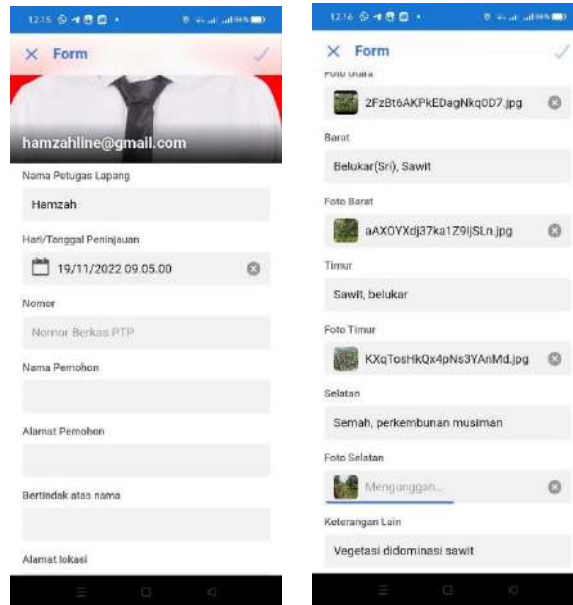 12.15
Form
hamzahline@gmail.com
Nama Petugas Lapang
Hamzah
Hari/Tanggal Peninjauan
19/11/2022 09.05.00
Nomor
Nomor Berkas PTP
Nama Pemohon
Alamat Pemohon
Bertindak atas nama
Alamat lokasi
12.16
Form
Foto Utara
2FzBt6AKPkEDagNkq0D7.jpg
Barat
Belukar(Sri), Sawit
Foto Barat
aAXOYXdj37ka1Z9IjSLn.jpg
Timur
Sawit, belukar
Foto Timur
KXqTosHkQx4pNs3YAnMd.jpg
Selatan
Semah, perkembunan musiman
Foto Selatan
Mengunggah...
Keterangan Lain
Vegetasi didominasi sawit